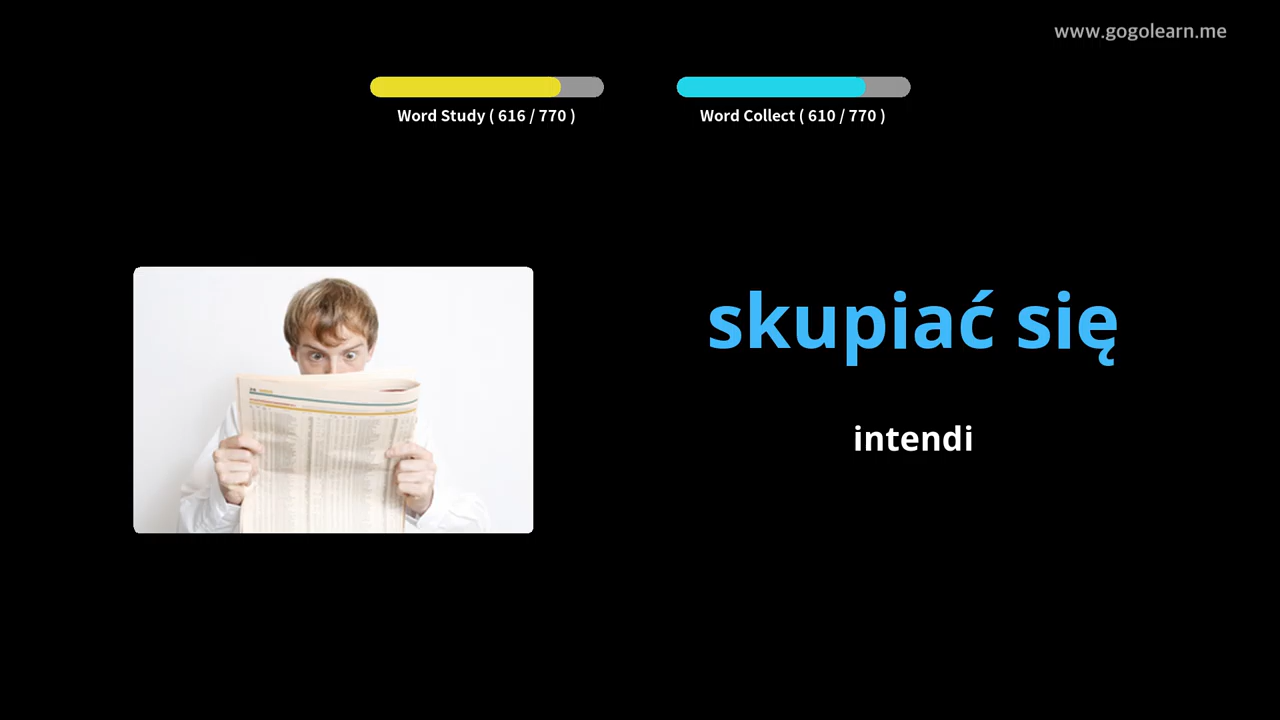 www.gogolearn.me
Word Study ( 616 / 770 )
Word Collect ( 610 / 770 )
skupiać się
intendi